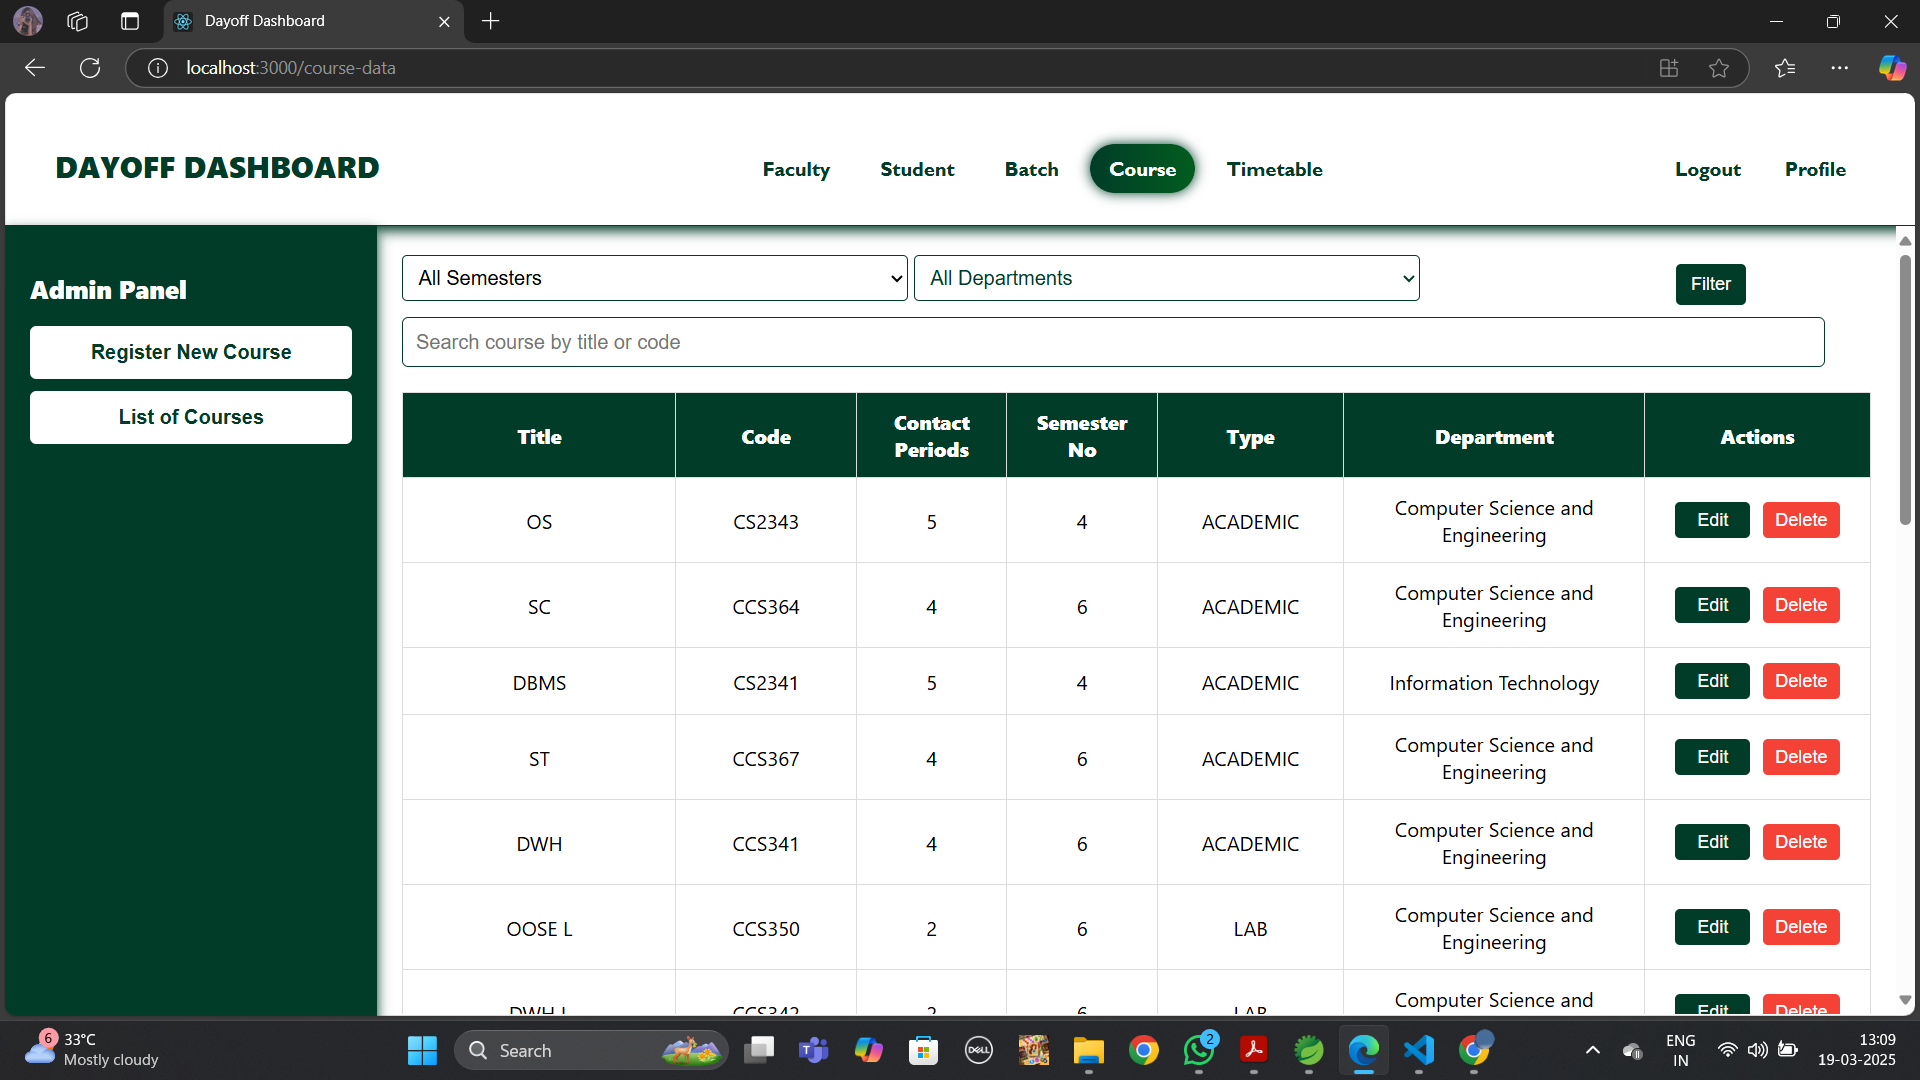 Dayoff Dashboard
localhost:3000/course-data
DAYOFF DASHBOARD
Faculty Student Batch Course Timetable
Logout Profile
Admin Panel
Register New Course
List of Courses
All Semesters All Departments Filter
Search course by title or code
Title Code Contact Periods Semester No Type Department Actions
OS CS2343 5 4 ACADEMIC Computer Science and Engineering Edit Delete
SC CCS364 4 6 ACADEMIC Computer Science and Engineering Edit Delete
DBMS CS2341 5 4 ACADEMIC Information Technology Edit Delete
ST CCS367 4 6 ACADEMIC Computer Science and Engineering Edit Delete
DWH CCS341 4 6 ACADEMIC Computer Science and Engineering Edit Delete
OOSE L CCS350 2 6 LAB Computer Science and Engineering Edit Delete
DWH L CCS342 2 6 LAB Computer Science and Edit Delete
6
33°C
Mostly cloudy
Search
DELL
2
ENG
IN
13:09
19-03-2025